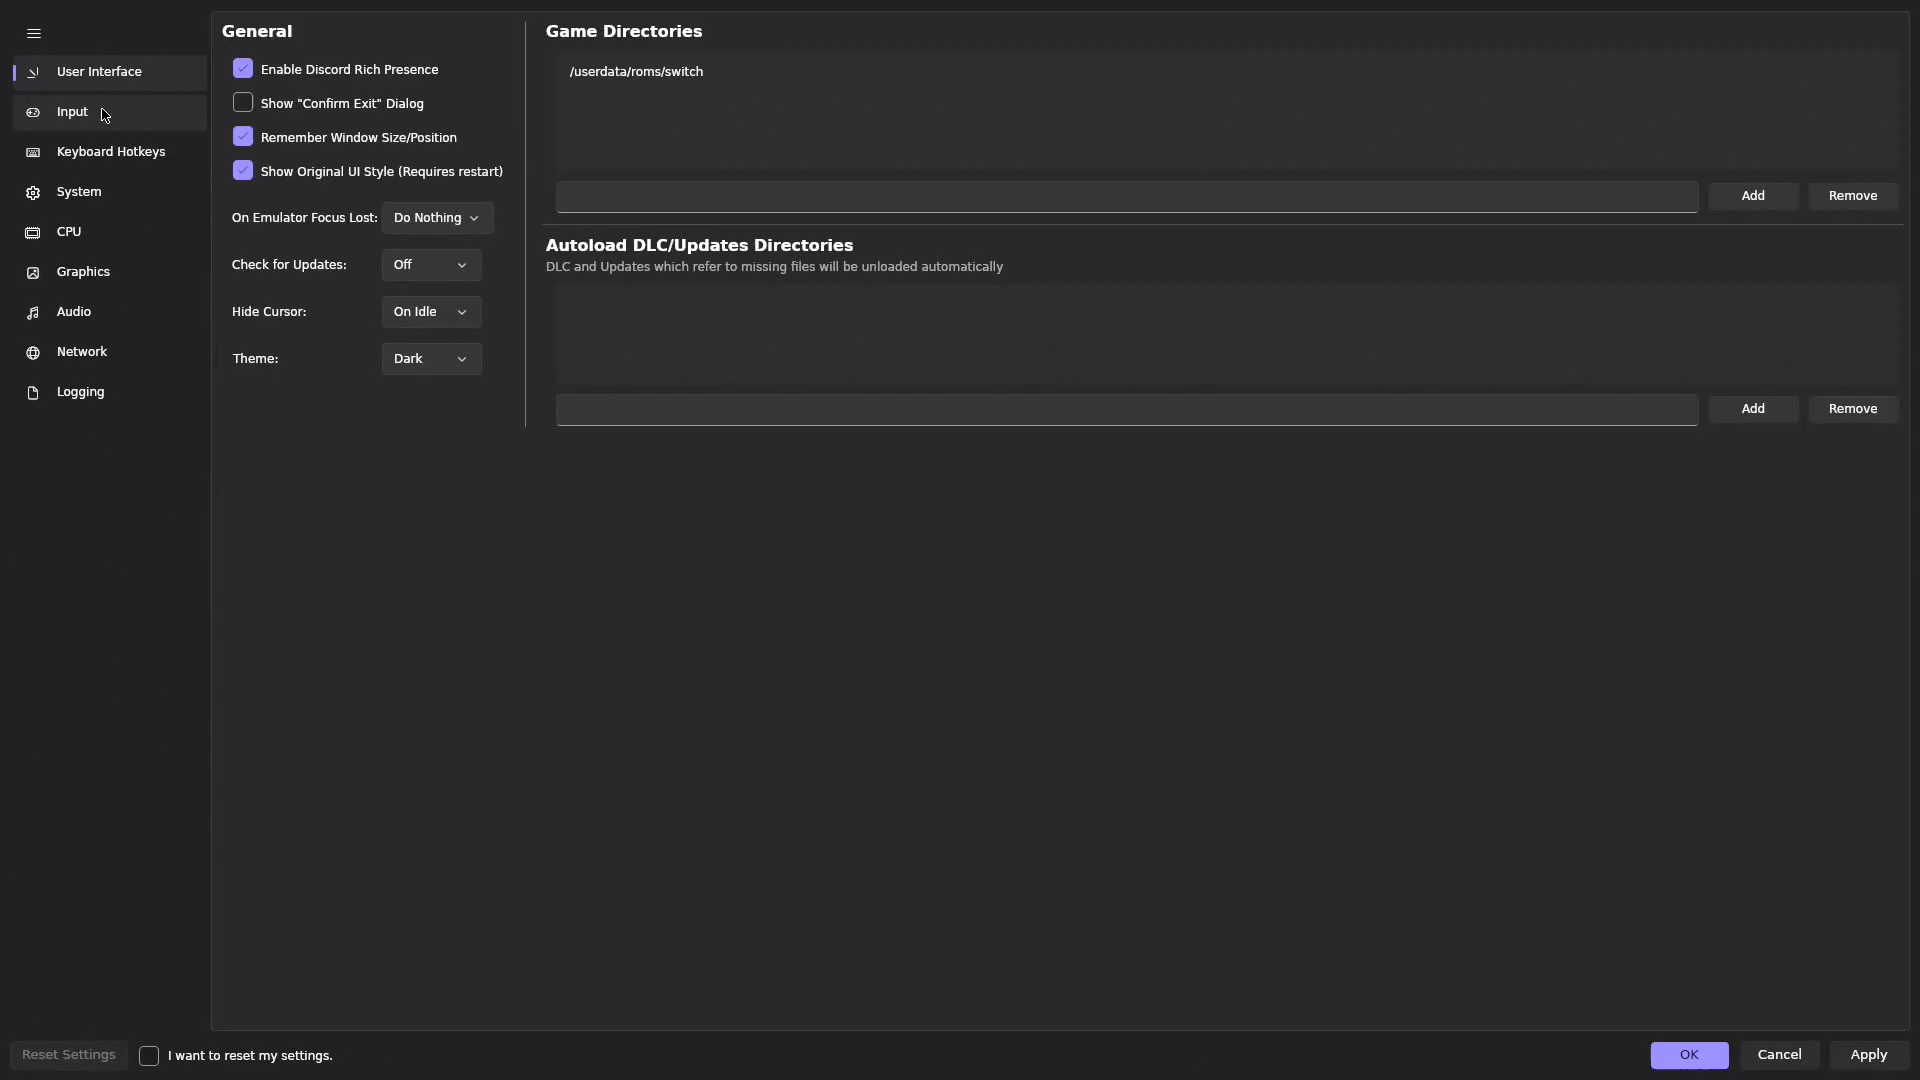 User Interface
Input
Keyboard Hotkeys
System
CPU
Graphics
Audio
Network
Logging
General
Enable Discord Rich Presence
Show "Confirm Exit" Dialog
Remember Window Size/Position
Show Original UI Style (Requires restart)
On Emulator Focus Lost: Do Nothing
Check for Updates: Off
Hide Cursor: On Idle
Theme: Dark
Game Directories
/userdata/roms/switch
Add Remove
Autoload DLC/Updates Directories
DLC and Updates which refer to missing files will be unloaded automatically
Add Remove
Reset Settings I want to reset my settings. OK Cancel Apply